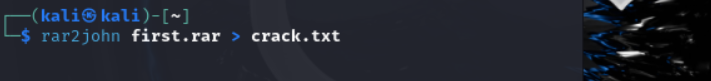 ┌──(kali㉿kali)-[~]
└─$ rar2john first.rar > crack.txt